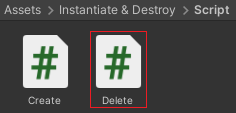 Assets > Instantiate & Destroy > Script
#
#
Create
Delete